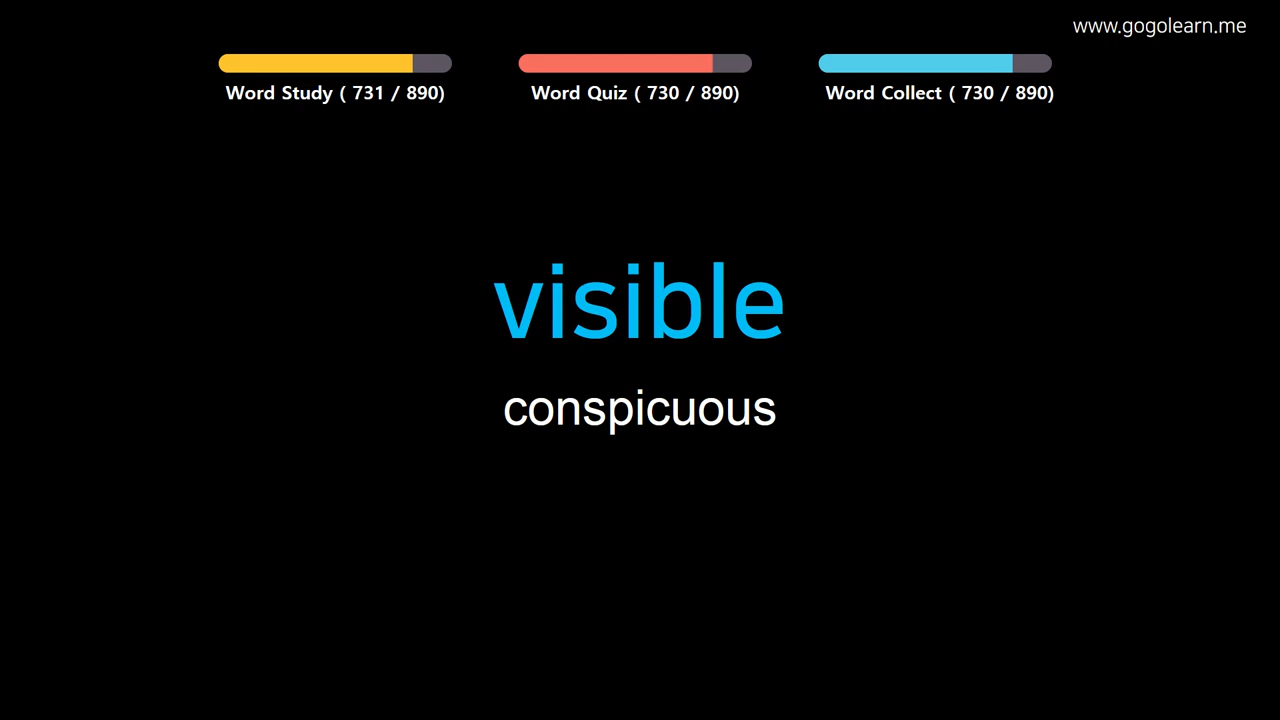 www.gogolearn.me
Word Study ( 731 / 890)
Word Quiz ( 730 / 890)
Word Collect ( 730 / 890)
visible
conspicuous